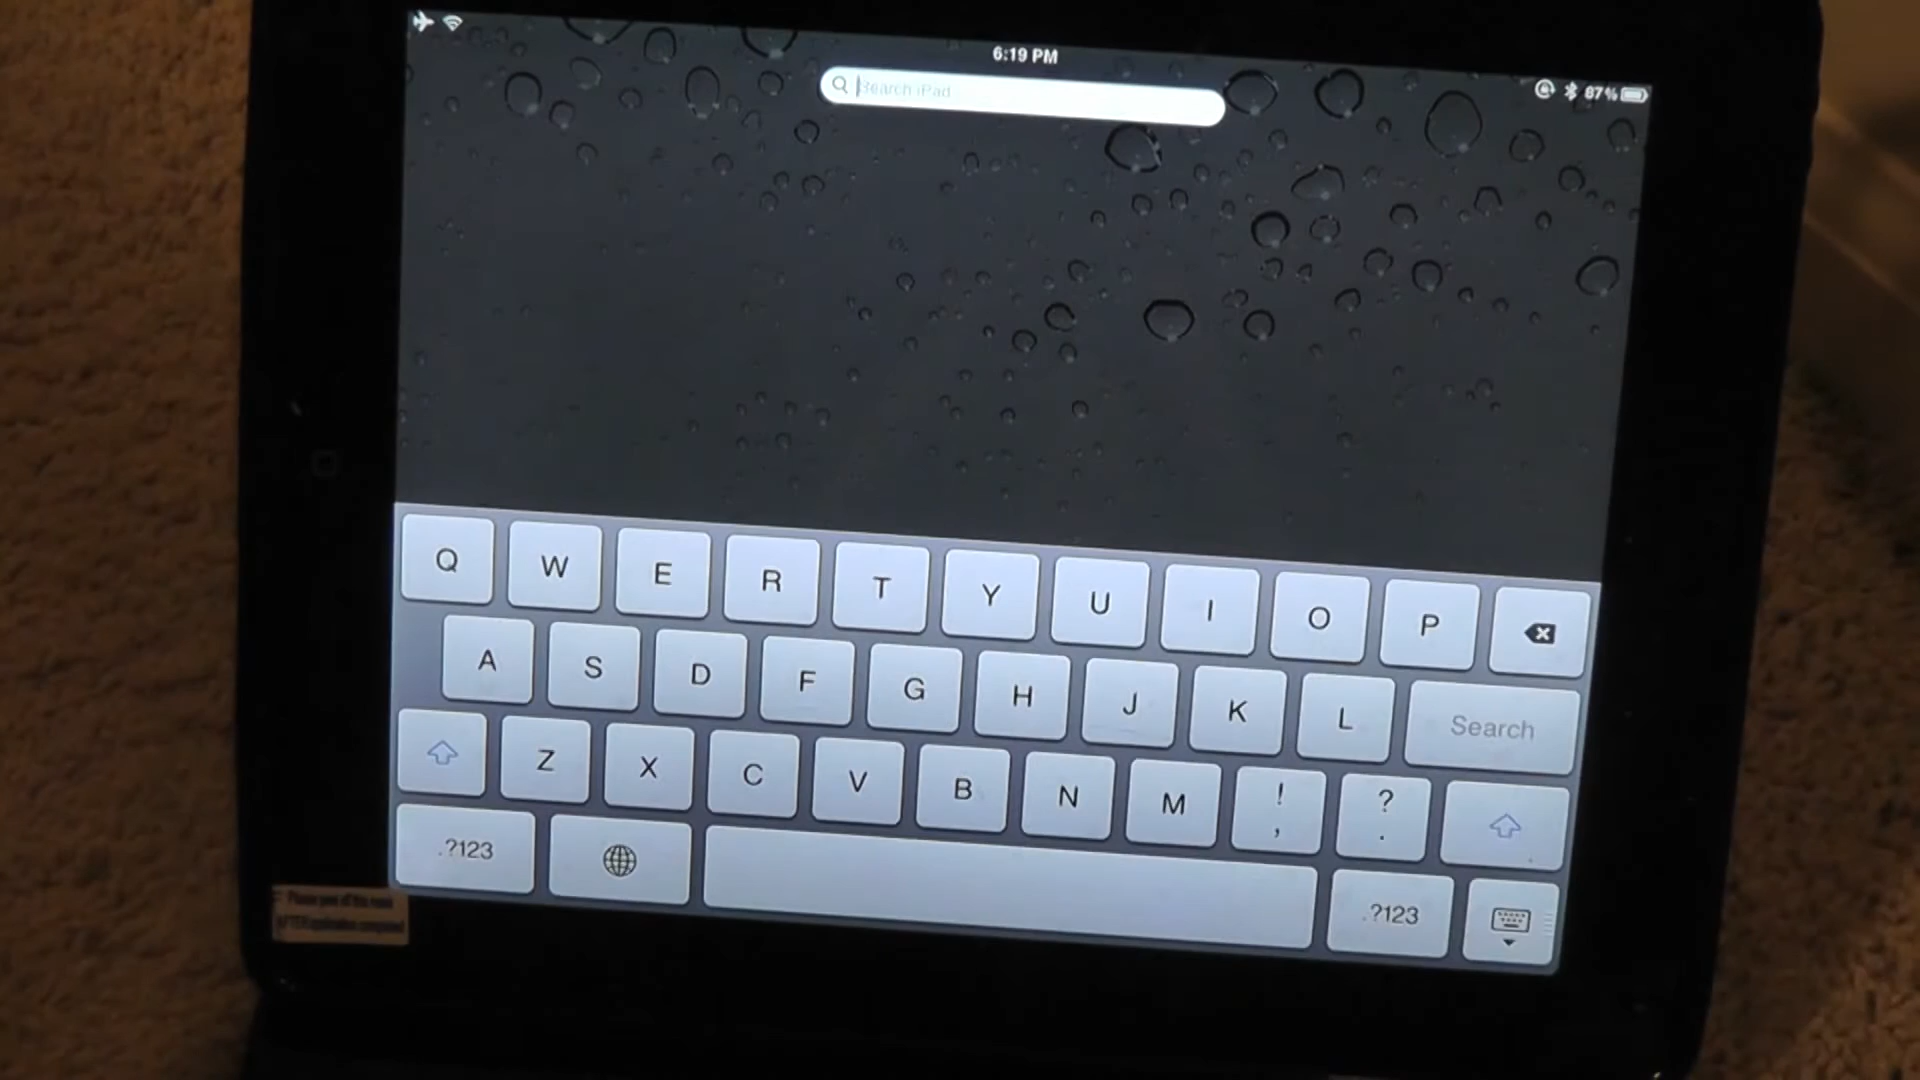 6:19 PM
Search iPad
87%
Q W E R T Y U I O P
A S D F G H J K L Search
Z X C V B N M ! , ? .
.?123 .?123